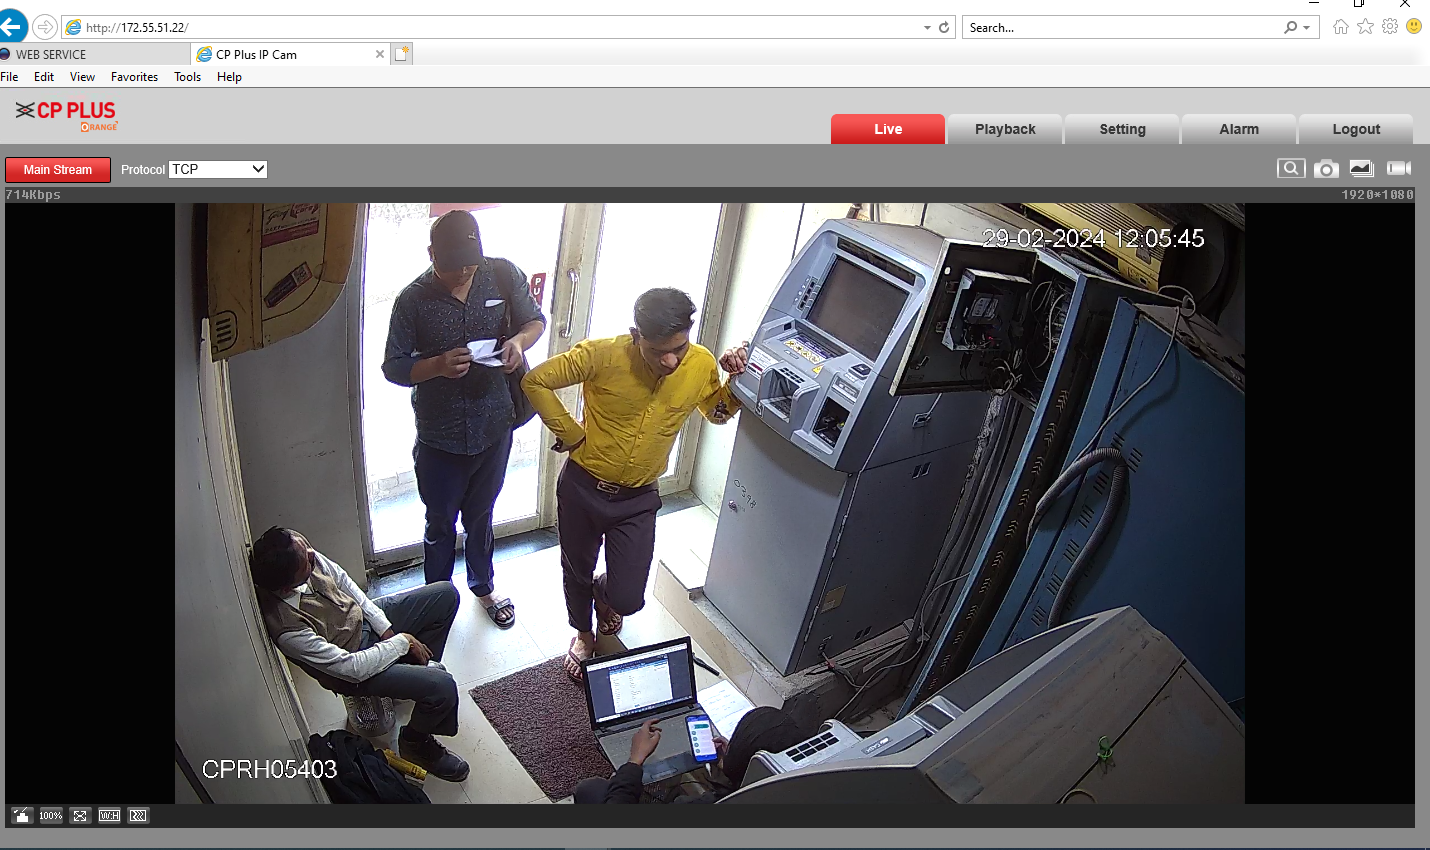 http://172.55.51.22/
Search...
WEB SERVICE
CP Plus IP Cam
File Edit View Favorites Tools Help
CP PLUS
ORANGE
Live Playback Setting Alarm Logout
Main Stream Protocol TCP
714Kbps 1920*1080
29-02-2024 12:05:45
P
U
0398
CPRH05403
100% W:H